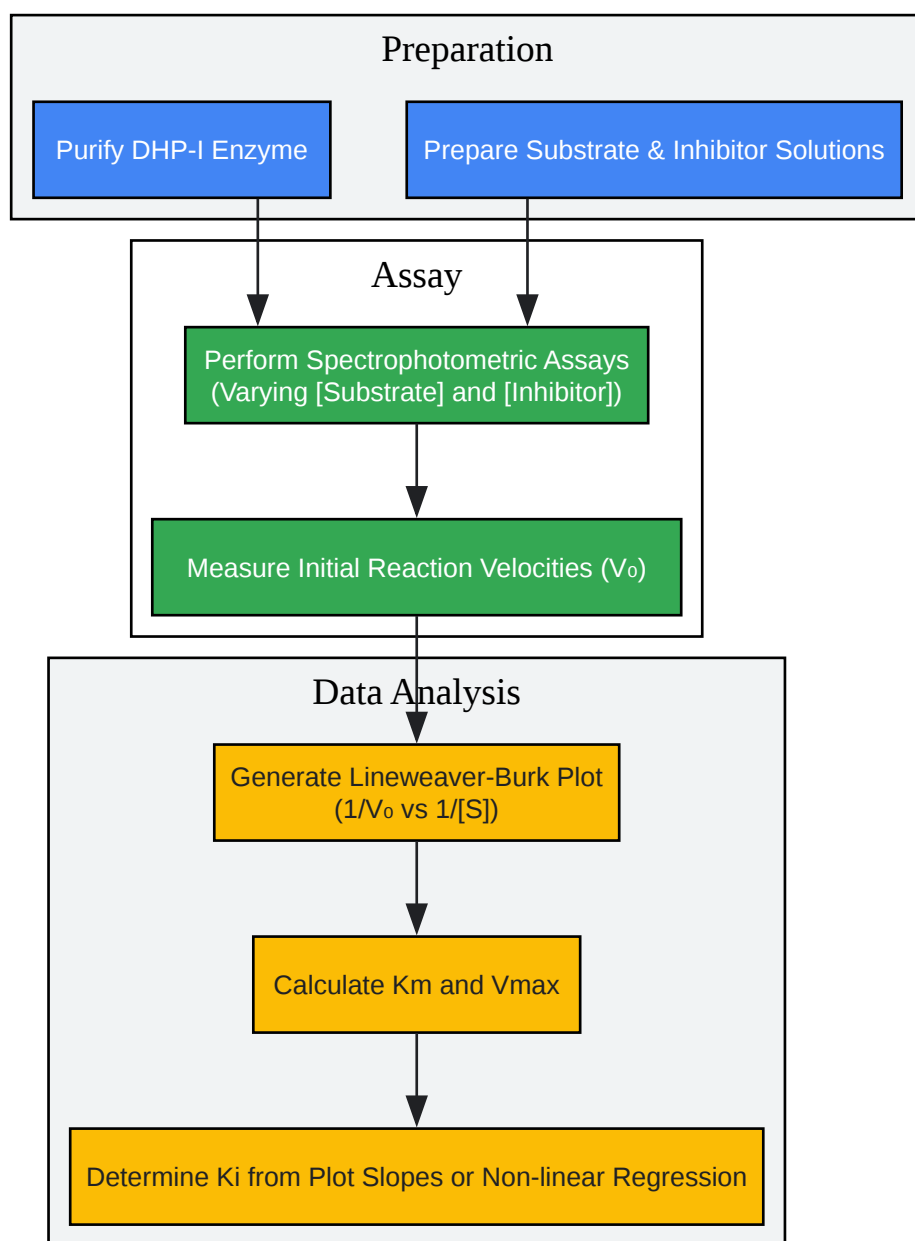 Preparation
Purify DHP-I Enzyme
Prepare Substrate & Inhibitor Solutions
Assay
Perform Spectrophotometric Assays
(Varying [Substrate] and [Inhibitor])
Measure Initial Reaction Velocities (V₀)
Data Analysis
Generate Lineweaver-Burk Plot
(1/V₀ vs 1/[S])
Calculate Km and Vmax
Determine Ki from Plot Slopes or Non-linear Regression